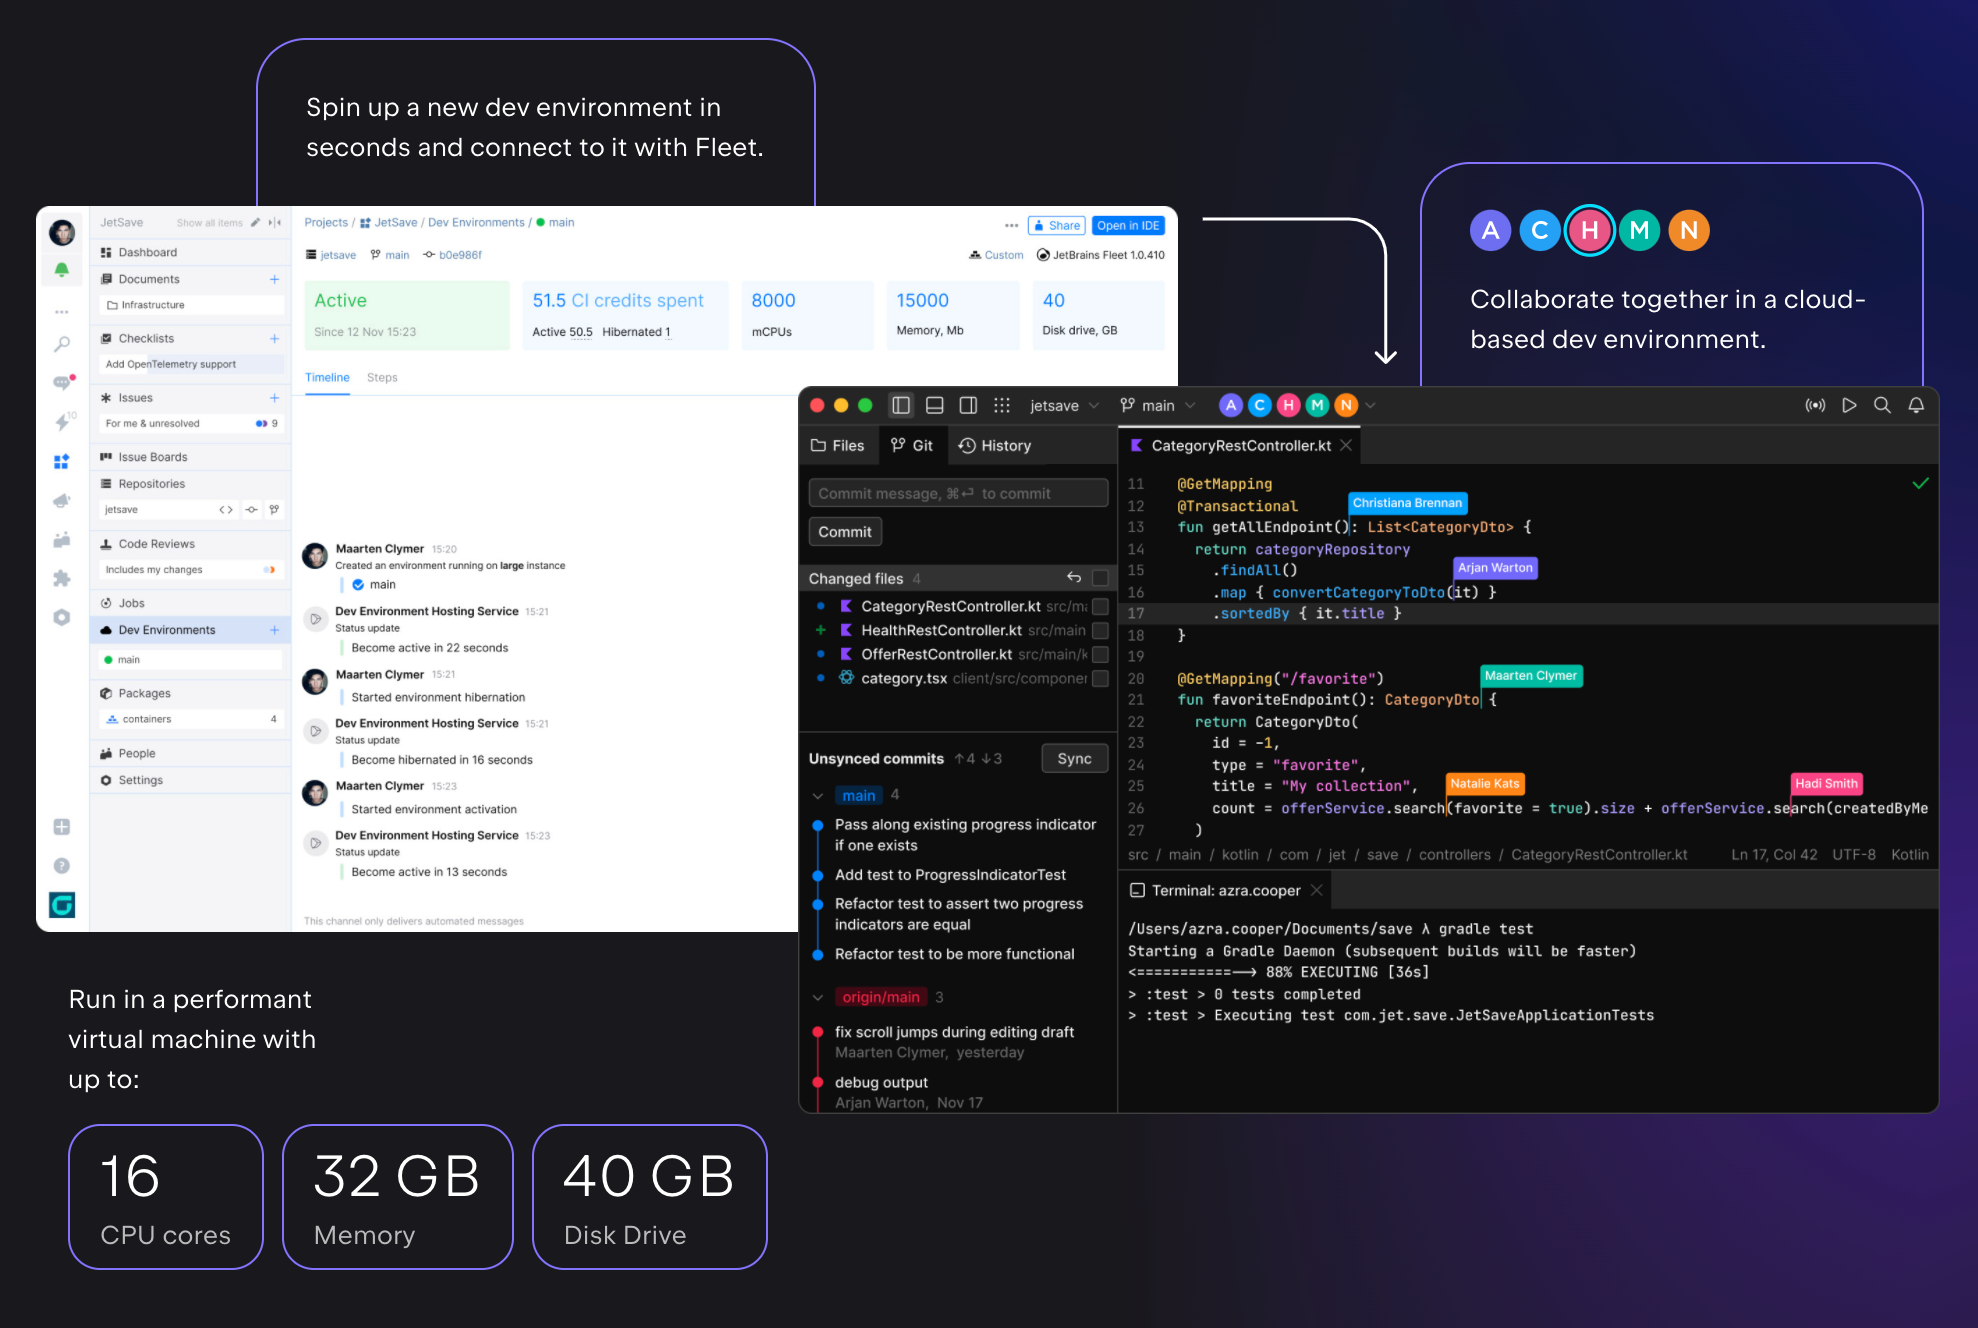 Spin up a new dev environment in
seconds and connect to it with Fleet.
A C H M N
Collaborate together in a cloud-
based dev environment.
JetSave Show all items
Dashboard
Documents
Infrastructure
Checklists
Add OpenTelemetry support
Issues
For me & unresolved 9
Issue Boards
Repositories
jetsave
Code Reviews
Includes my changes
Jobs
Dev Environments
main
Packages
containers 4
People
Settings
10
Projects / JetSave / Dev Environments / main
Share Open in IDE
jetsave main b0e986f
Custom JetBrains Fleet 1.0.410
Active
Since 12 Nov 15:23
51.5 CI credits spent
Active 50.5 Hibernated 1
8000
mCPUs
15000
Memory, Mb
40
Disk drive, GB
Timeline Steps
Maarten Clymer 15:20
Created an environment running on large instance
main
Dev Environment Hosting Service 15:21
Status update
Become active in 22 seconds
Maarten Clymer 15:21
Started environment hibernation
Dev Environment Hosting Service 15:21
Status update
Become hibernated in 16 seconds
Maarten Clymer 15:23
Started environment activation
Dev Environment Hosting Service 15:23
Status update
Become active in 13 seconds
This channel only delivers automated messages
jetsave main A C H M N
Files Git History
Commit message, ⌘⏎ to commit
Commit
Changed files 4
CategoryRestController.kt src/ma
HealthRestController.kt src/main
OfferRestController.kt src/main/k
category.tsx client/src/componer
Unsynced commits ↑4 ↓3 Sync
main 4
Pass along existing progress indicator
if one exists
Add test to ProgressIndicatorTest
Refactor test to assert two progress
indicators are equal
Refactor test to be more functional
origin/main 3
fix scroll jumps during editing draft
Maarten Clymer, yesterday
debug output
Arjan Warton, Nov 17
CategoryRestController.kt
11 @GetMapping
12 @Transactional
Christiana Brennan
13 fun getAllEndpoint(): List<CategoryDto> {
14 return categoryRepository
15 .findAll()
Arjan Warton
16 .map { convertCategoryToDto(it) }
17 .sortedBy { it.title }
18 }
19
20 @GetMapping("/favorite")
Maarten Clymer
21 fun favoriteEndpoint(): CategoryDto {
22 return CategoryDto(
23 id = -1,
24 type = "favorite",
25 title = "My collection",
Natalie Kats
Hadi Smith
26 count = offerService.search(favorite = true).size + offerService.search(createdByMe
27 )
src / main / kotlin / com / jet / save / controllers / CategoryRestController.kt Ln 17, Col 42 UTF-8 Kotlin
Terminal: azra.cooper
/Users/azra.cooper/Documents/save λ gradle test
Starting a Gradle Daemon (subsequent builds will be faster)
<===========--> 88% EXECUTING [36s]
> :test > 0 tests completed
> :test > Executing test com.jet.save.JetSaveApplicationTests
Run in a performant
virtual machine with
up to:
16
CPU cores
32 GB
Memory
40 GB
Disk Drive